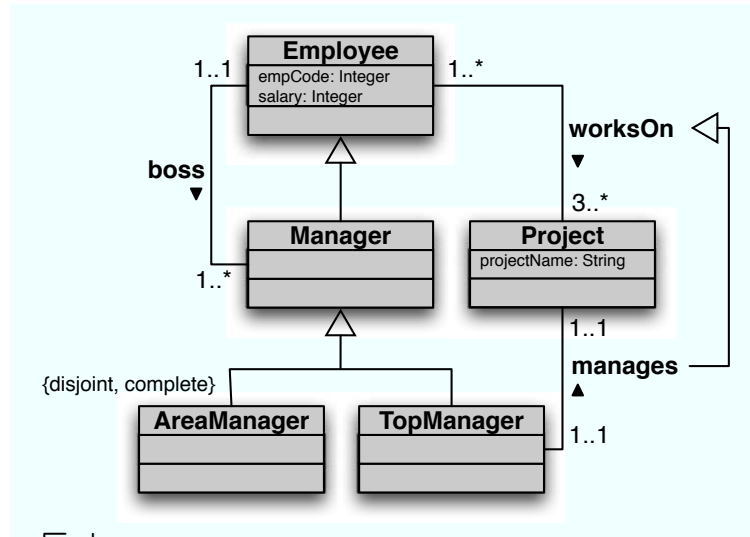 Employee
1..1
empCode: Integer
1..*
salary: Integer
worksOn
boss
▼
▼
3..*
Manager
Project
projectName: String
1..*
1..1
manages
▲
{disjoint, complete}
AreaManager
TopManager
1..1